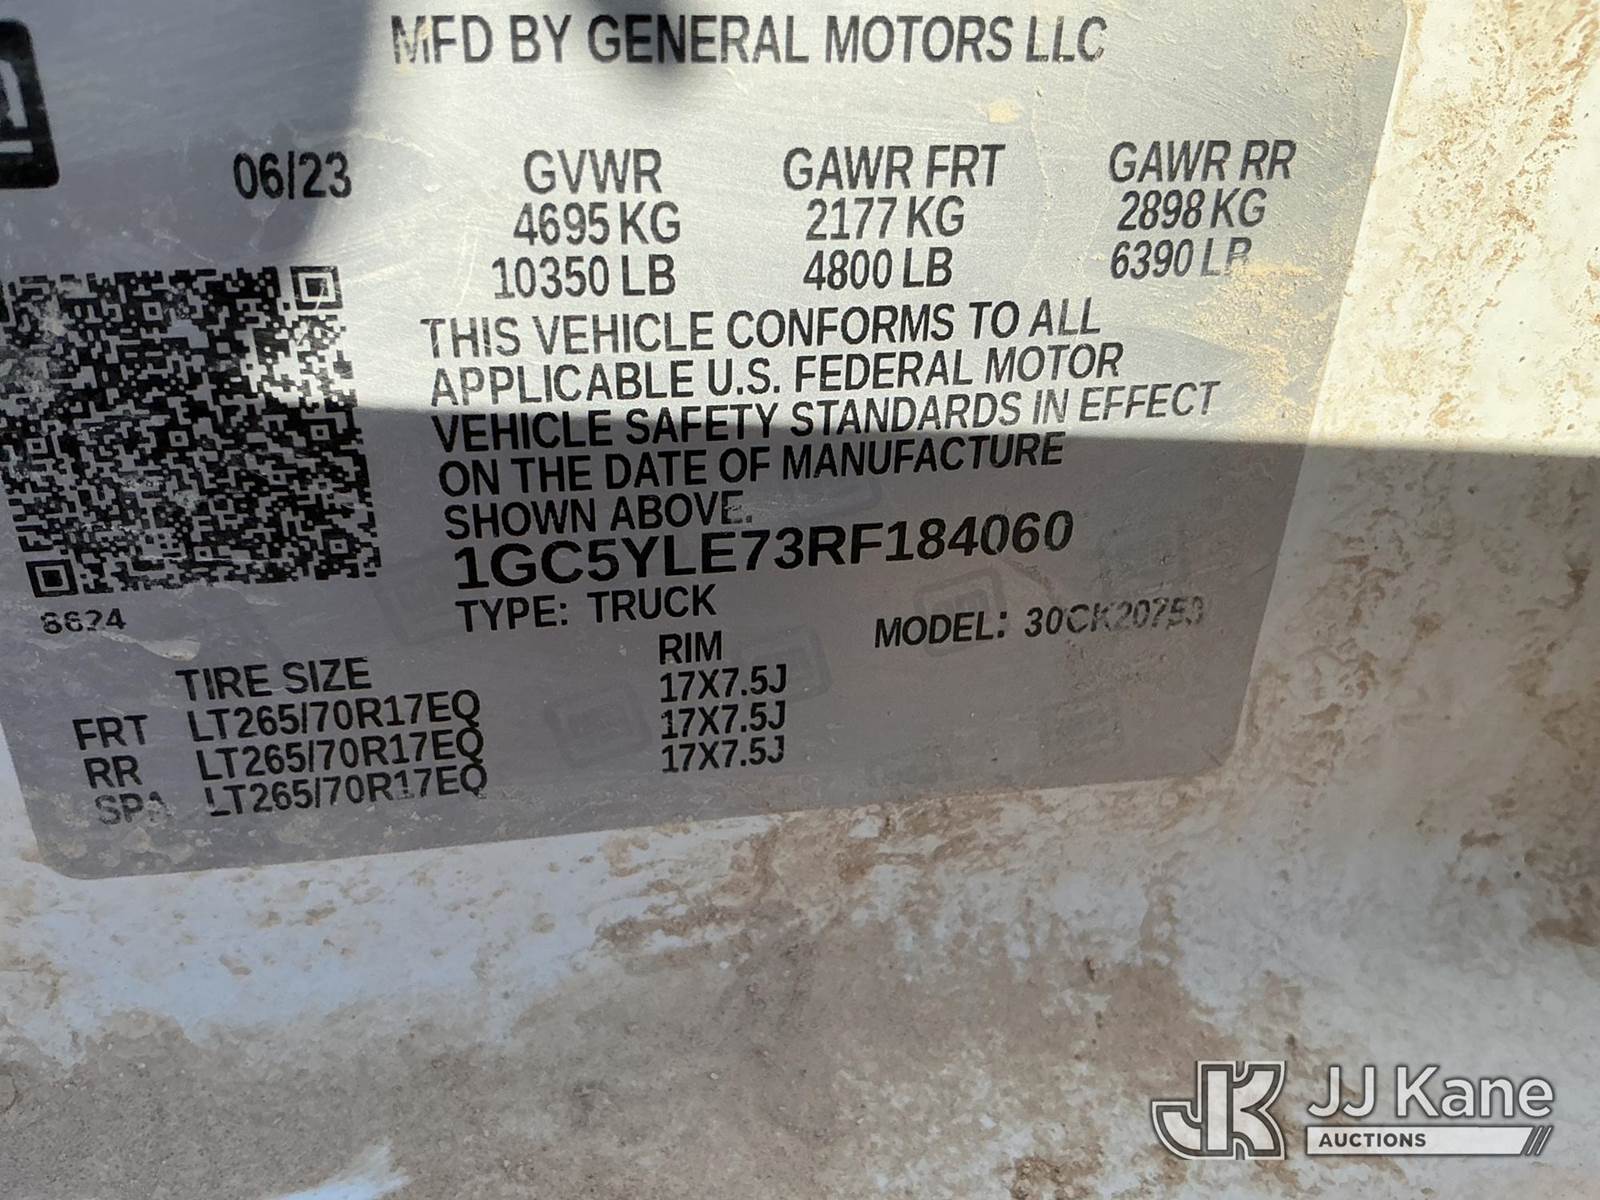 MFD BY GENERAL MOTORS LLC
06/23 GVWR GAWR FRT GAWR RR
4695 KG 2177 KG 2898 KG
10350 LB 4800 LB 6390 LB
THIS VEHICLE CONFORMS TO ALL
APPLICABLE U.S. FEDERAL MOTOR
VEHICLE SAFETY STANDARDS IN EFFECT
ON THE DATE OF MANUFACTURE
SHOWN ABOVE.
1GC5YLE73RF184060
8624
TYPE: TRUCK MODEL: 30CK20753
TIRE SIZE RIM
FRT LT265/70R17EQ 17X7.5J
RR LT265/70R17EQ 17X7.5J
SPA LT265/70R17EQ 17X7.5J
JK JJ Kane
AUCTIONS